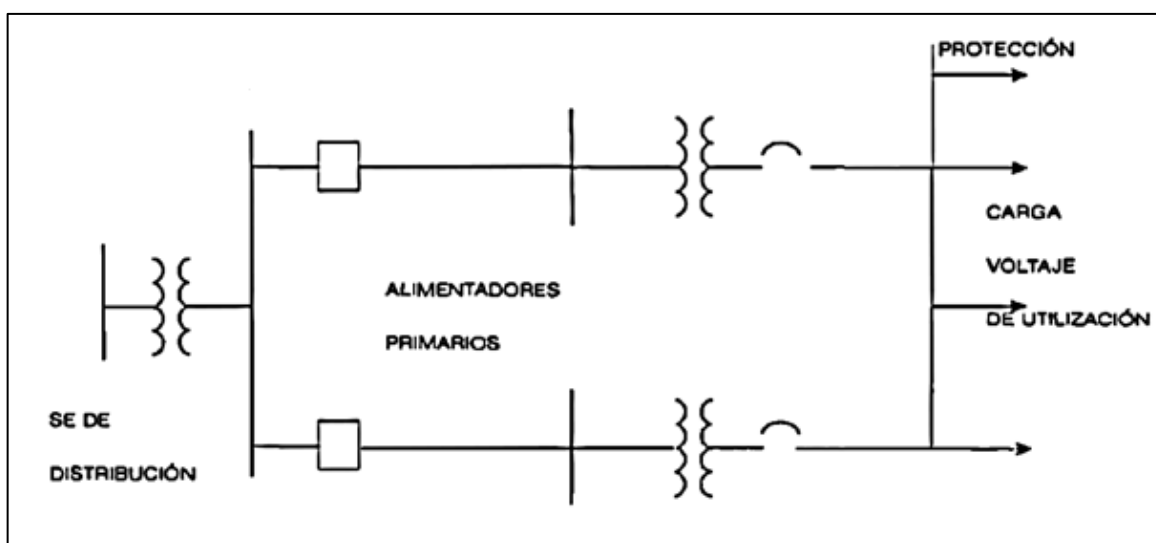 PROTECCIÓN
CARGA
VOLTAJE
DE UTILIZACIÓN
ALIMENTADORES
PRIMARIOS
SE DE
DISTRIBUCIÓN